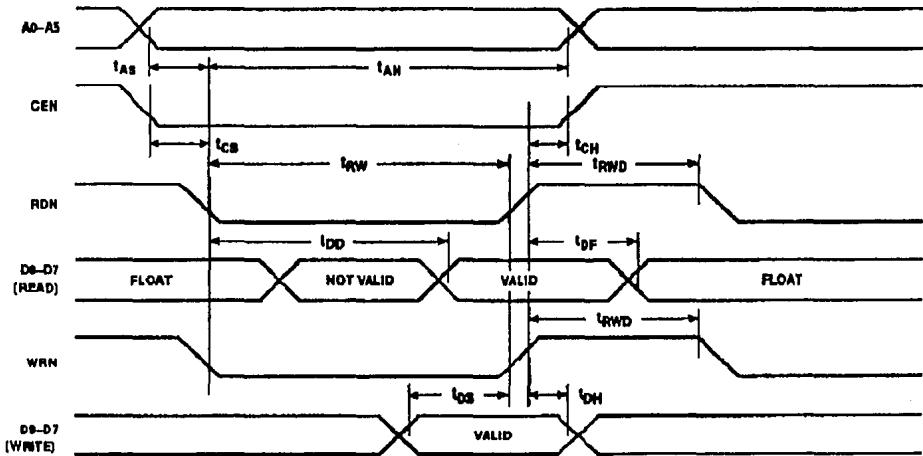 A0–A3
tAS
tAH
CEN
tCS
tCH
tRW
tRWD
RDN
tDD
tDF
D0–D7
(READ)
FLOAT
NOT VALID
VALID
FLOAT
tRWD
WRN
tDS
tDH
D0–D7
(WRITE)
VALID